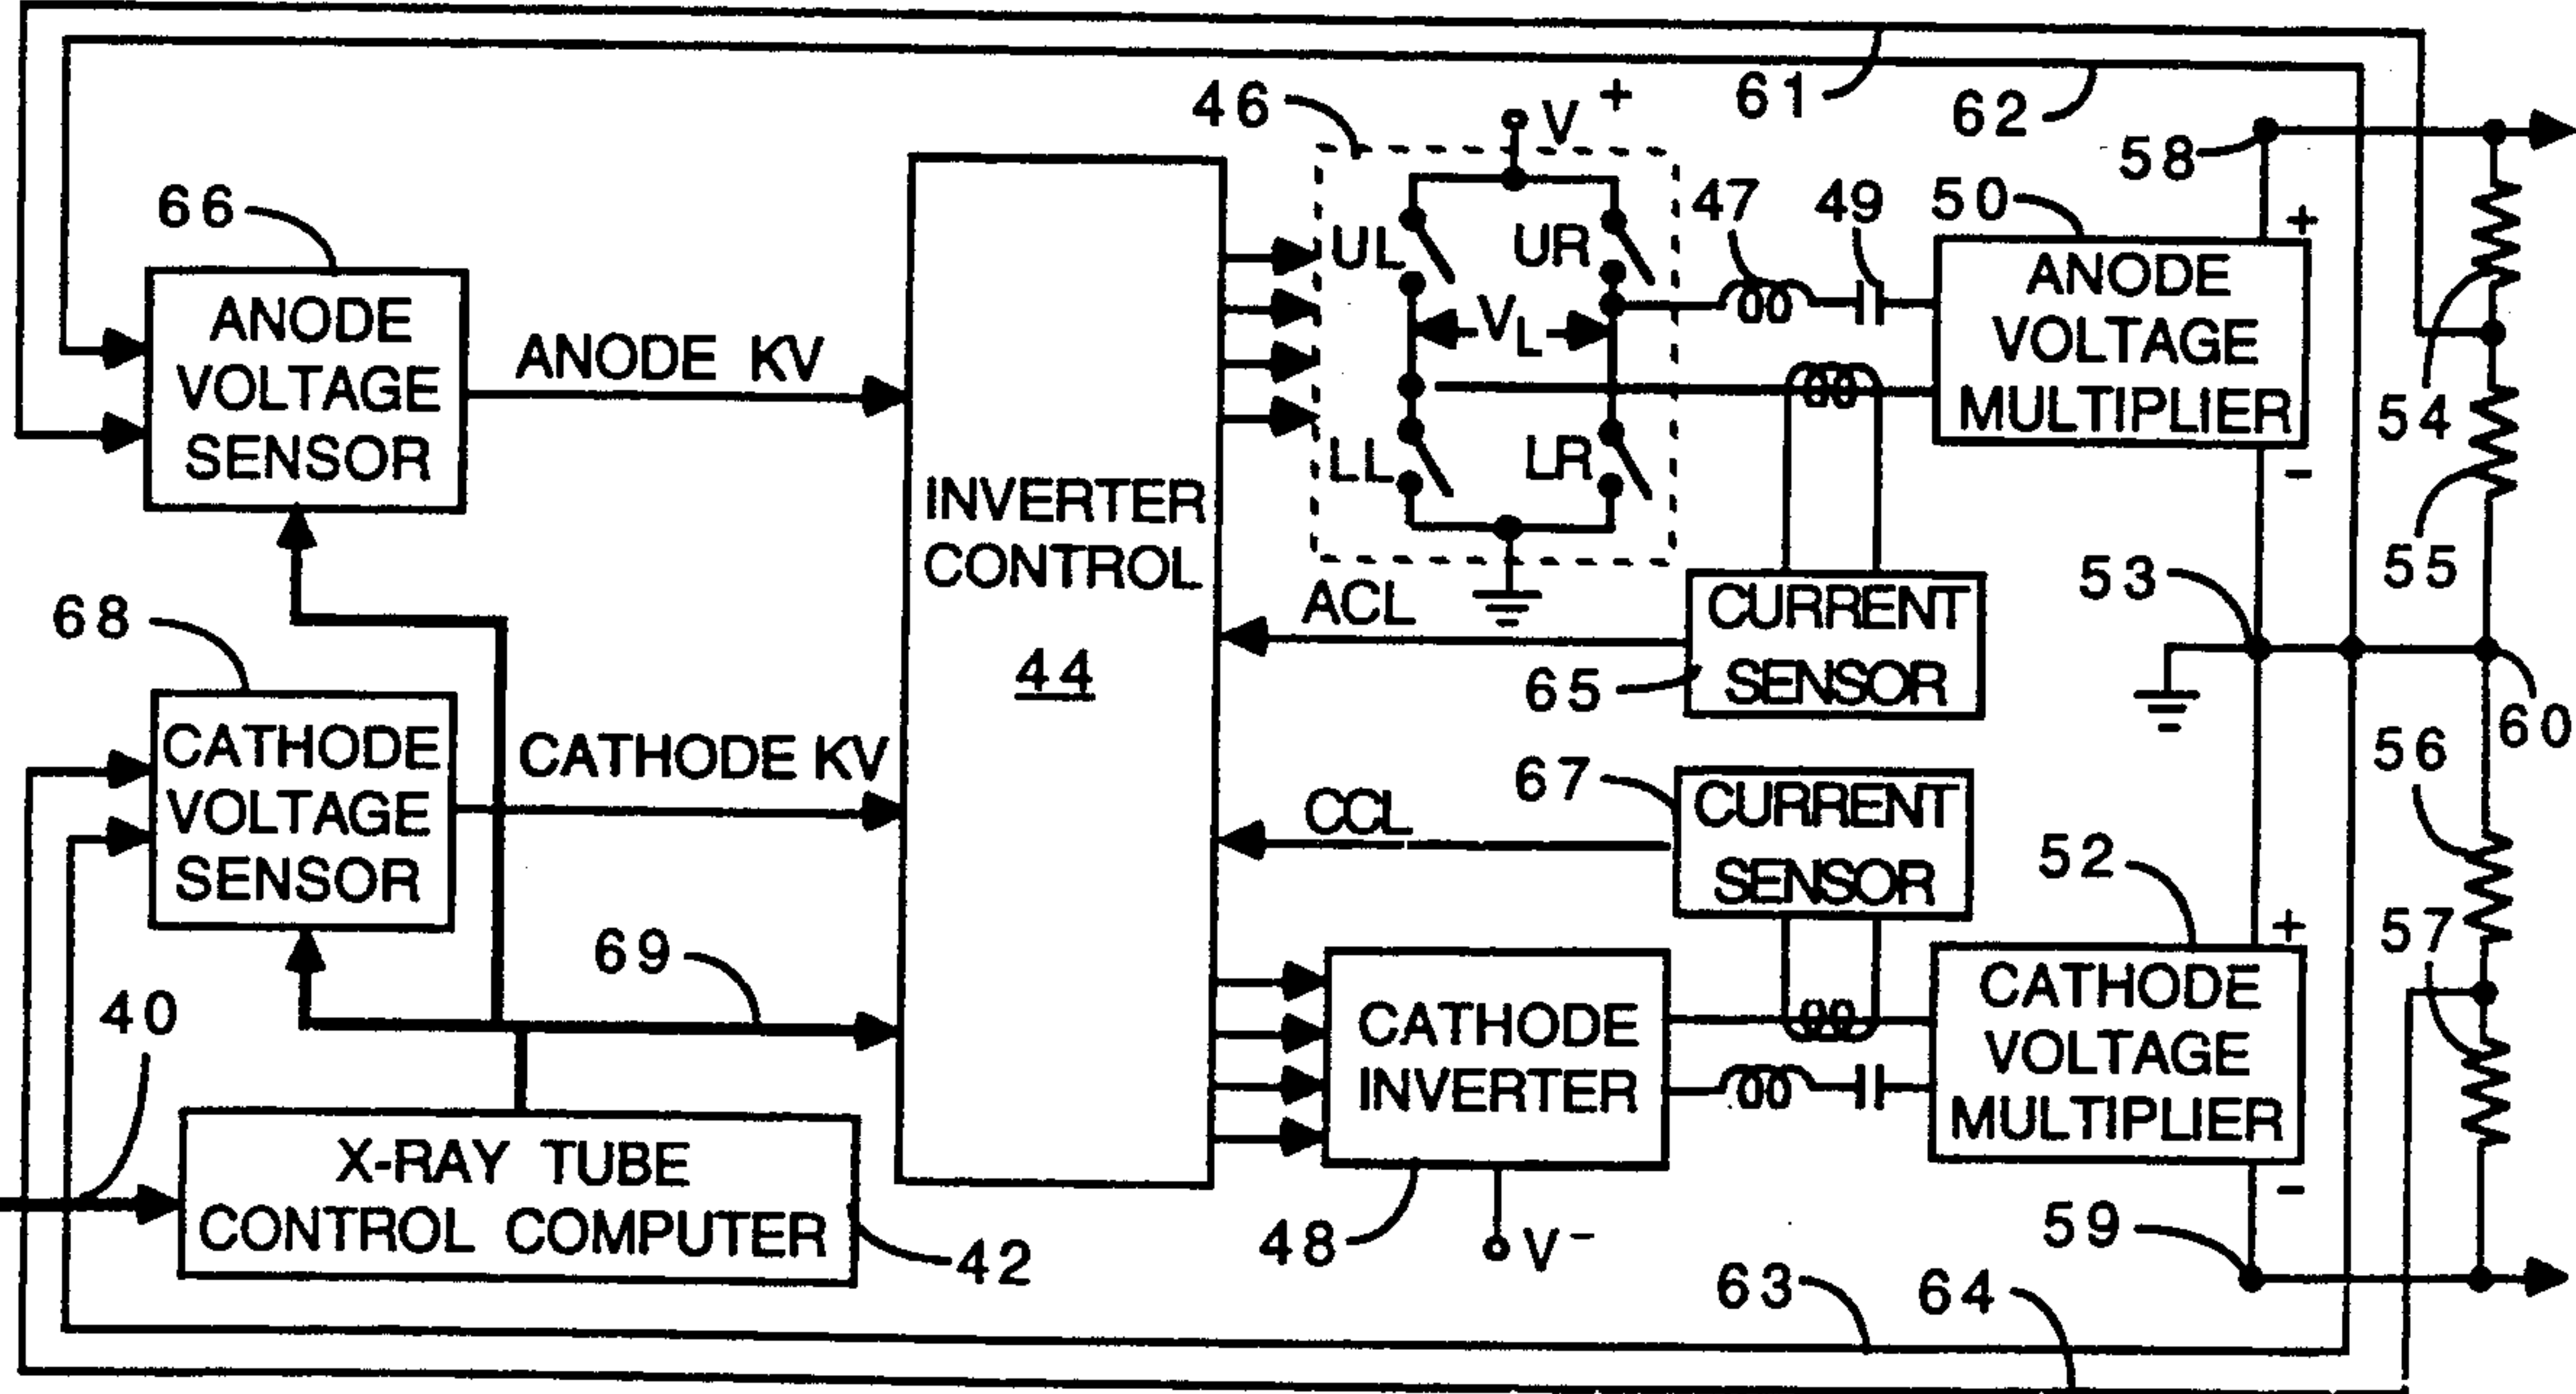 61
62
46
V +
58
66
47
49
50
UL
UR
+
ANODE
VOLTAGE
SENSOR
ANODE KV
VL
ANODE
VOLTAGE
MULTIPLIER
54
LL
LR
-
INVERTER
CONTROL
44
55
53
ACL
CURRENT
SENSOR
65
60
68
CATHODE
VOLTAGE
SENSOR
CATHODE KV
67
CURRENT
SENSOR
CCL
56
52
57
+
69
40
CATHODE
INVERTER
CATHODE
VOLTAGE
MULTIPLIER
X-RAY TUBE
CONTROL COMPUTER
42
48
V -
-
59
63
64